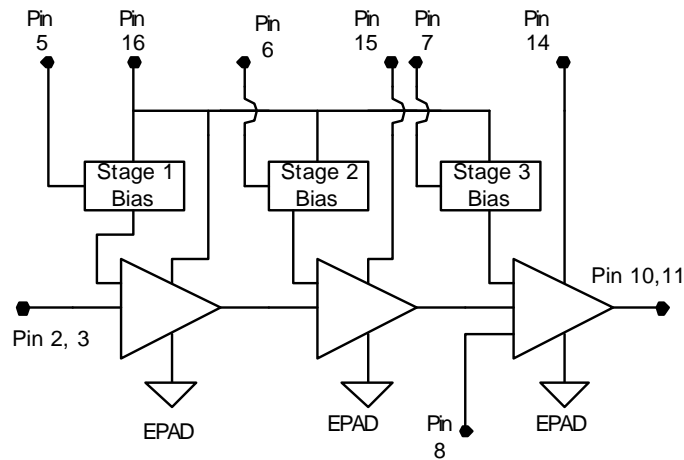 Pin
5
Pin
16
Pin
6
Pin
15
Pin
7
Pin
14
Stage 1
Bias
Stage 2
Bias
Stage 3
Bias
Pin 10,11
Pin 2, 3
EPAD
EPAD
EPAD
Pin
8